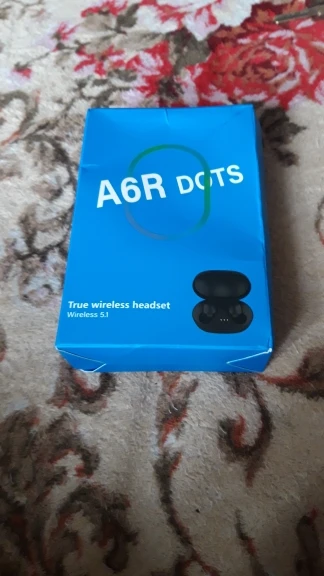 A6R DOTS
True wireless headset
Wireless 5.1